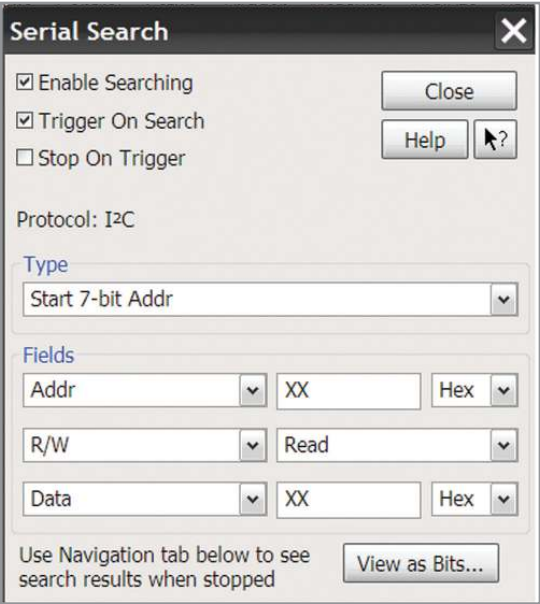 Serial Search
Enable Searching
Close
Trigger On Search
Help
?
Stop On Trigger
Protocol: I²C
Type
Start 7-bit Addr
Fields
Addr XX Hex
R/W Read
Data XX Hex
Use Navigation tab below to see
search results when stopped
View as Bits...